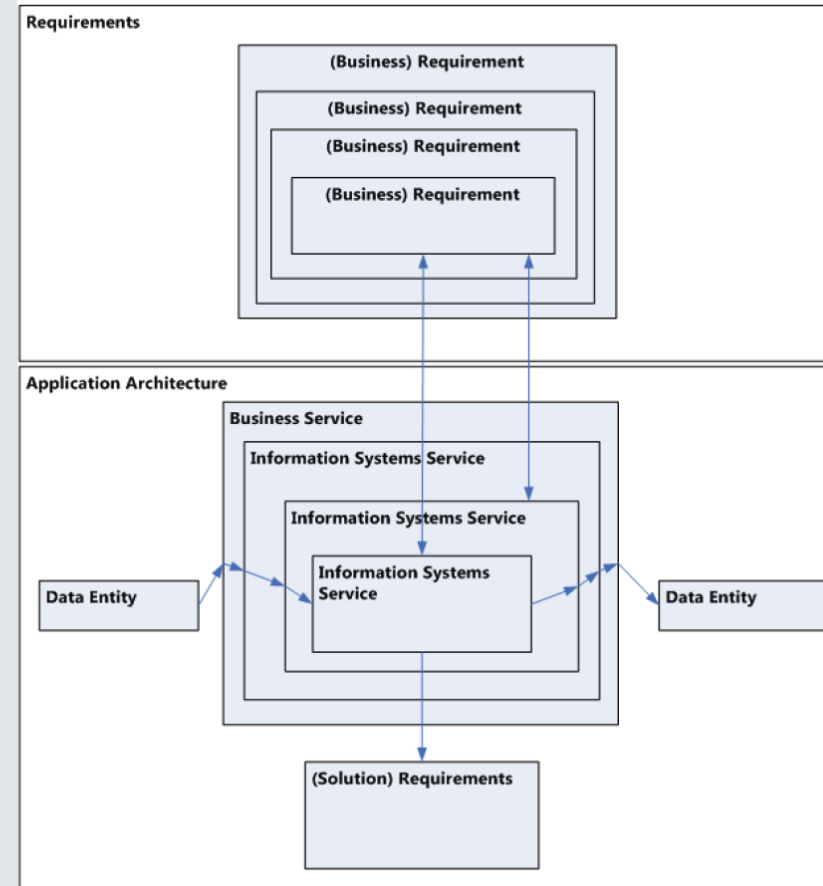 Requirements
(Business) Requirement
(Business) Requirement
(Business) Requirement
(Business) Requirement
Application Architecture
Business Service
Information Systems Service
Information Systems Service
Information Systems
Service
Data Entity
Data Entity
(Solution) Requirements